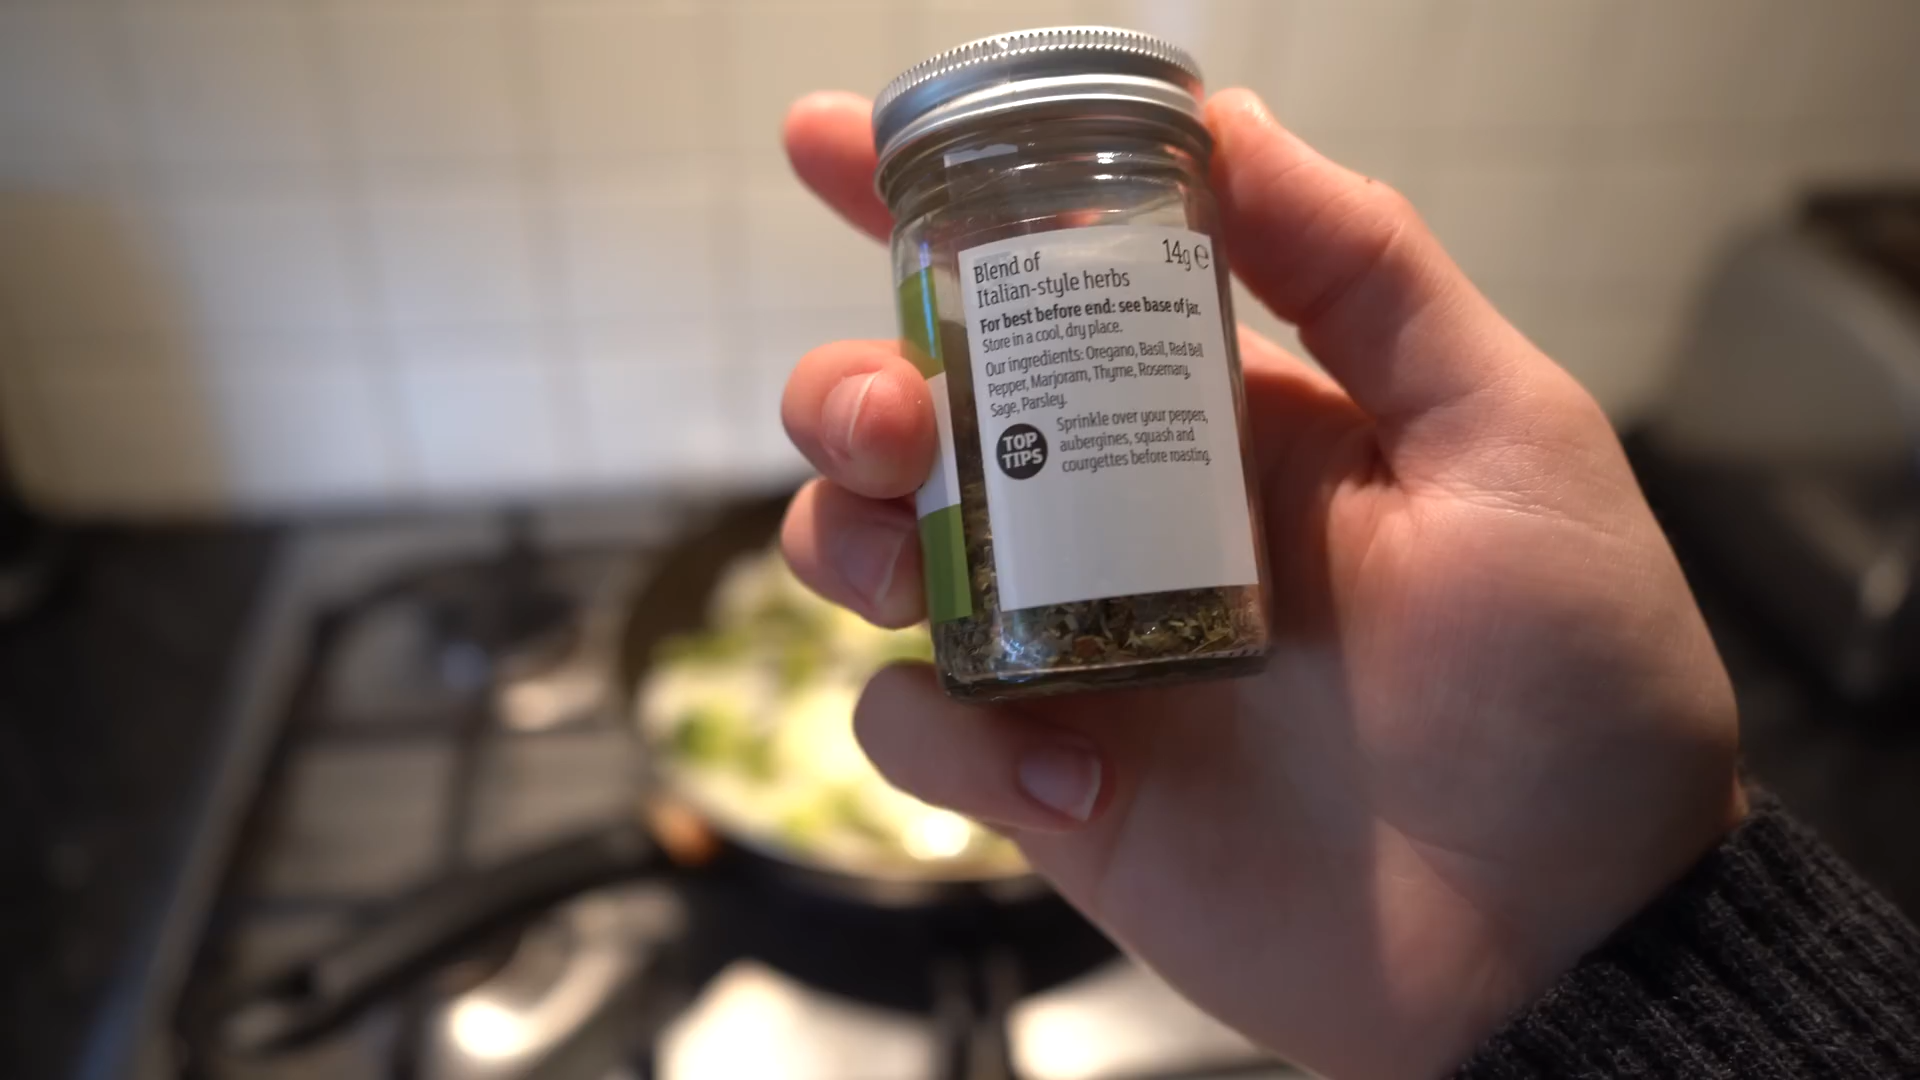 Blend of
Italian-style herbs
14g ℮
For best before end: see base of jar.
Store in a cool, dry place.
Our ingredients: Oregano, Basil, Red Bell
Pepper, Marjoram, Thyme, Rosemary,
Sage, Parsley.
TOP
TIPS
Sprinkle over your peppers,
aubergines, squash and
courgettes before roasting.